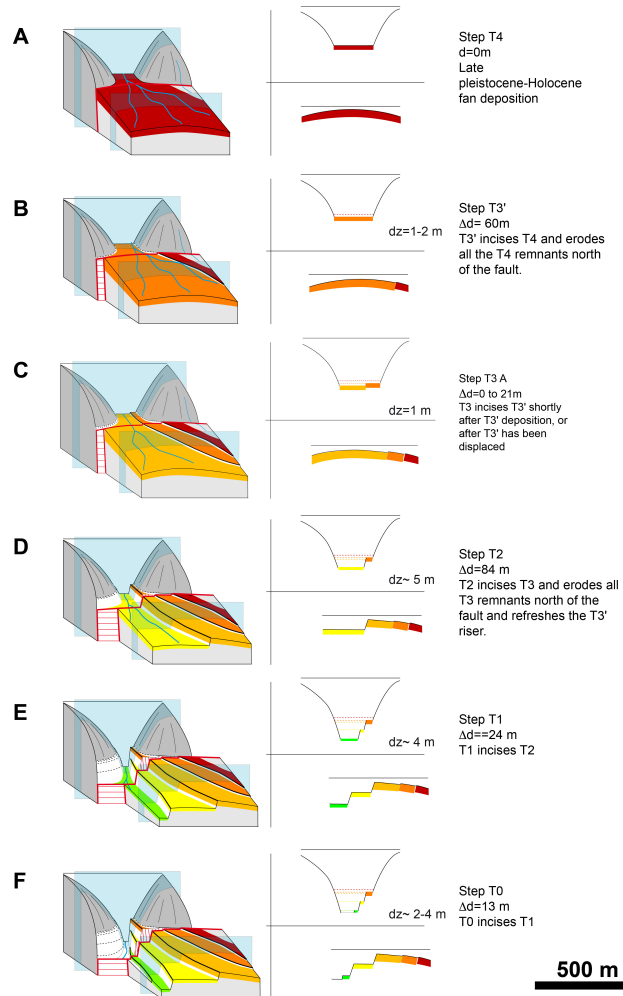 A
Step T4
d=0m
Late
pleistocene-Holocene
fan deposition
B
dz=1-2 m
Step T3'
Δd= 60m
T3' incises T4 and erodes
all the T4 remnants north
of the fault.
C
dz=1 m
Step T3 A
Δd=0 to 21m
T3 incises T3' shortly
after T3' deposition, or
after T3' has been
displaced
D
dz~ 5 m
Step T2
Δd=84 m
T2 incises T3 and erodes all
T3 remnants north of the
fault and refreshes the T3'
riser.
E
dz~ 4 m
Step T1
Δd==24 m
T1 incises T2
F
dz~ 2-4 m
Step T0
Δd=13 m
T0 incises T1
500 m